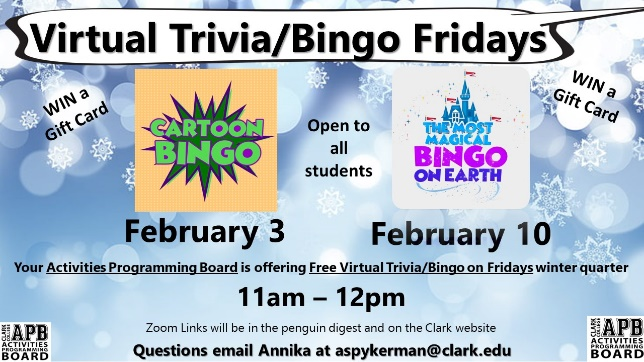 Virtual Trivia/Bingo Fridays
WIN a
Gift Card
CARTOON
BINGO
Open to
all
students
THE MOST
MAGICAL
BINGO
ON EARTH
WIN a
Gift Card
February 3
February 10
Your Activities Programming Board is offering Free Virtual Trivia/Bingo on Fridays winter quarter
11am – 12pm
Zoom Links will be in the penguin digest and on the Clark website
Questions email Annika at aspykerman@clark.edu
CLARK COLLEGE
APB
ACTIVITIES
PROGRAMMING
BOARD
CLARK COLLEGE
APB
ACTIVITIES
PROGRAMMING
BOARD